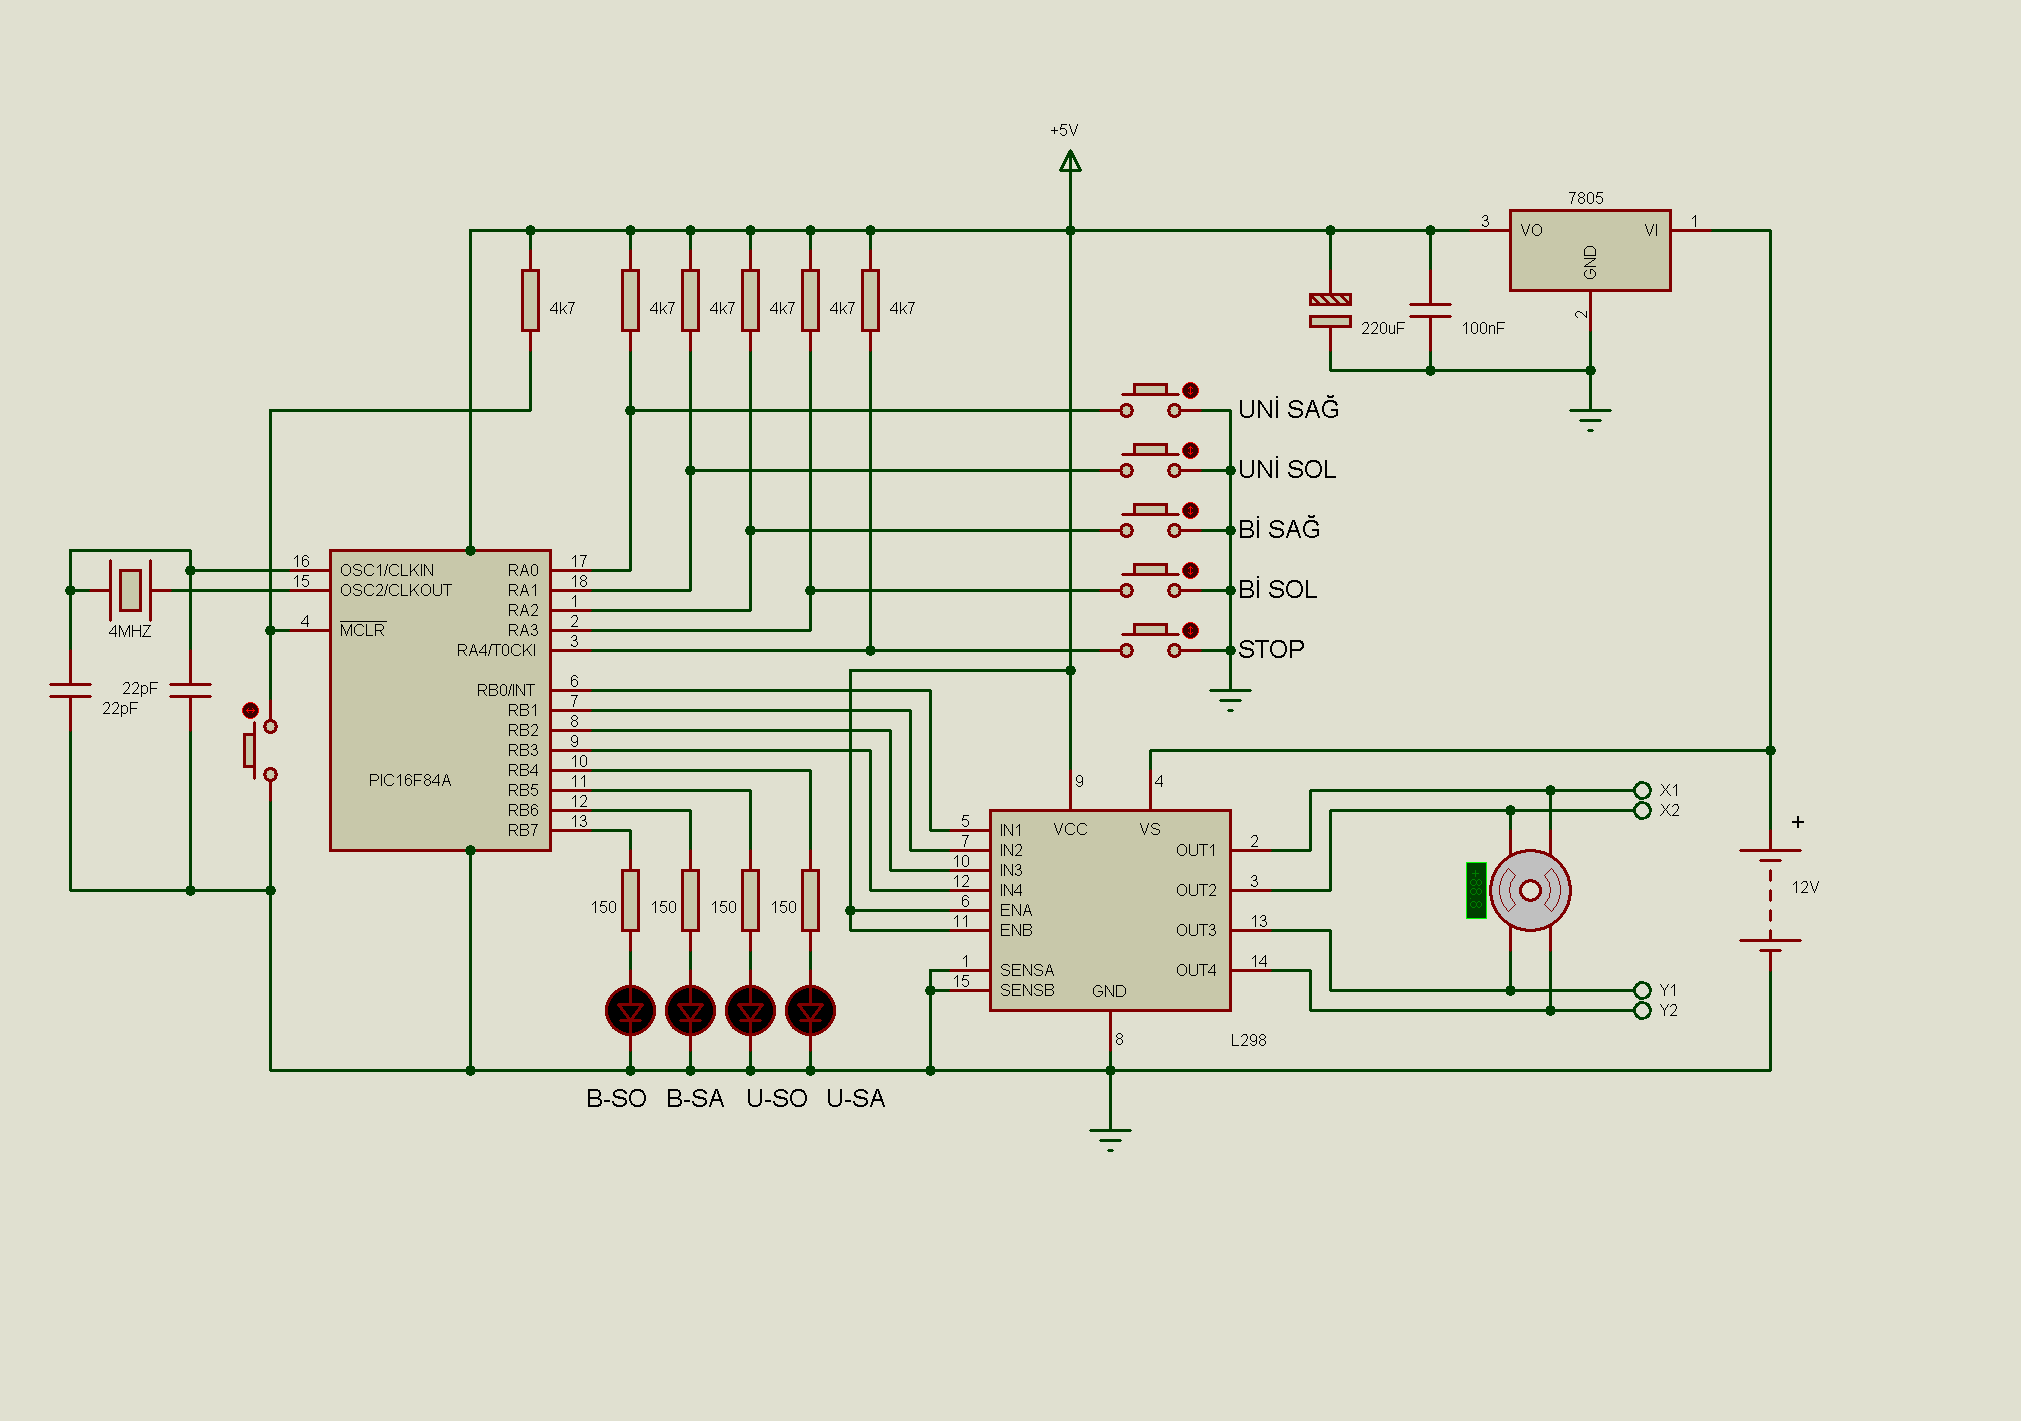 +5V
7805
3
VO
VI
1
GND
2
4k7
4k7
4k7
4k7
4k7
4k7
220uF
100nF
UNİ SAĞ
UNİ SOL
Bİ SAĞ
Bİ SOL
STOP
16
OSC1/CLKIN
15
OSC2/CLKOUT
4
MCLR
4MHZ
22pF
22pF
PIC16F84A
RA0
17
RA1
18
RA2
1
RA3
2
RA4/T0CKI
3
RB0/INT
6
RB1
7
RB2
8
RB3
9
RB4
10
RB5
11
RB6
12
RB7
13
150
150
150
150
B-SO
B-SA
U-SO
U-SA
9
4
VCC
VS
5
IN1
7
IN2
10
IN3
12
IN4
6
ENA
11
ENB
1
SENSA
15
SENSB
GND
8
OUT1
2
OUT2
3
OUT3
13
OUT4
14
L298
X1
X2
Y1
Y2
+
12V